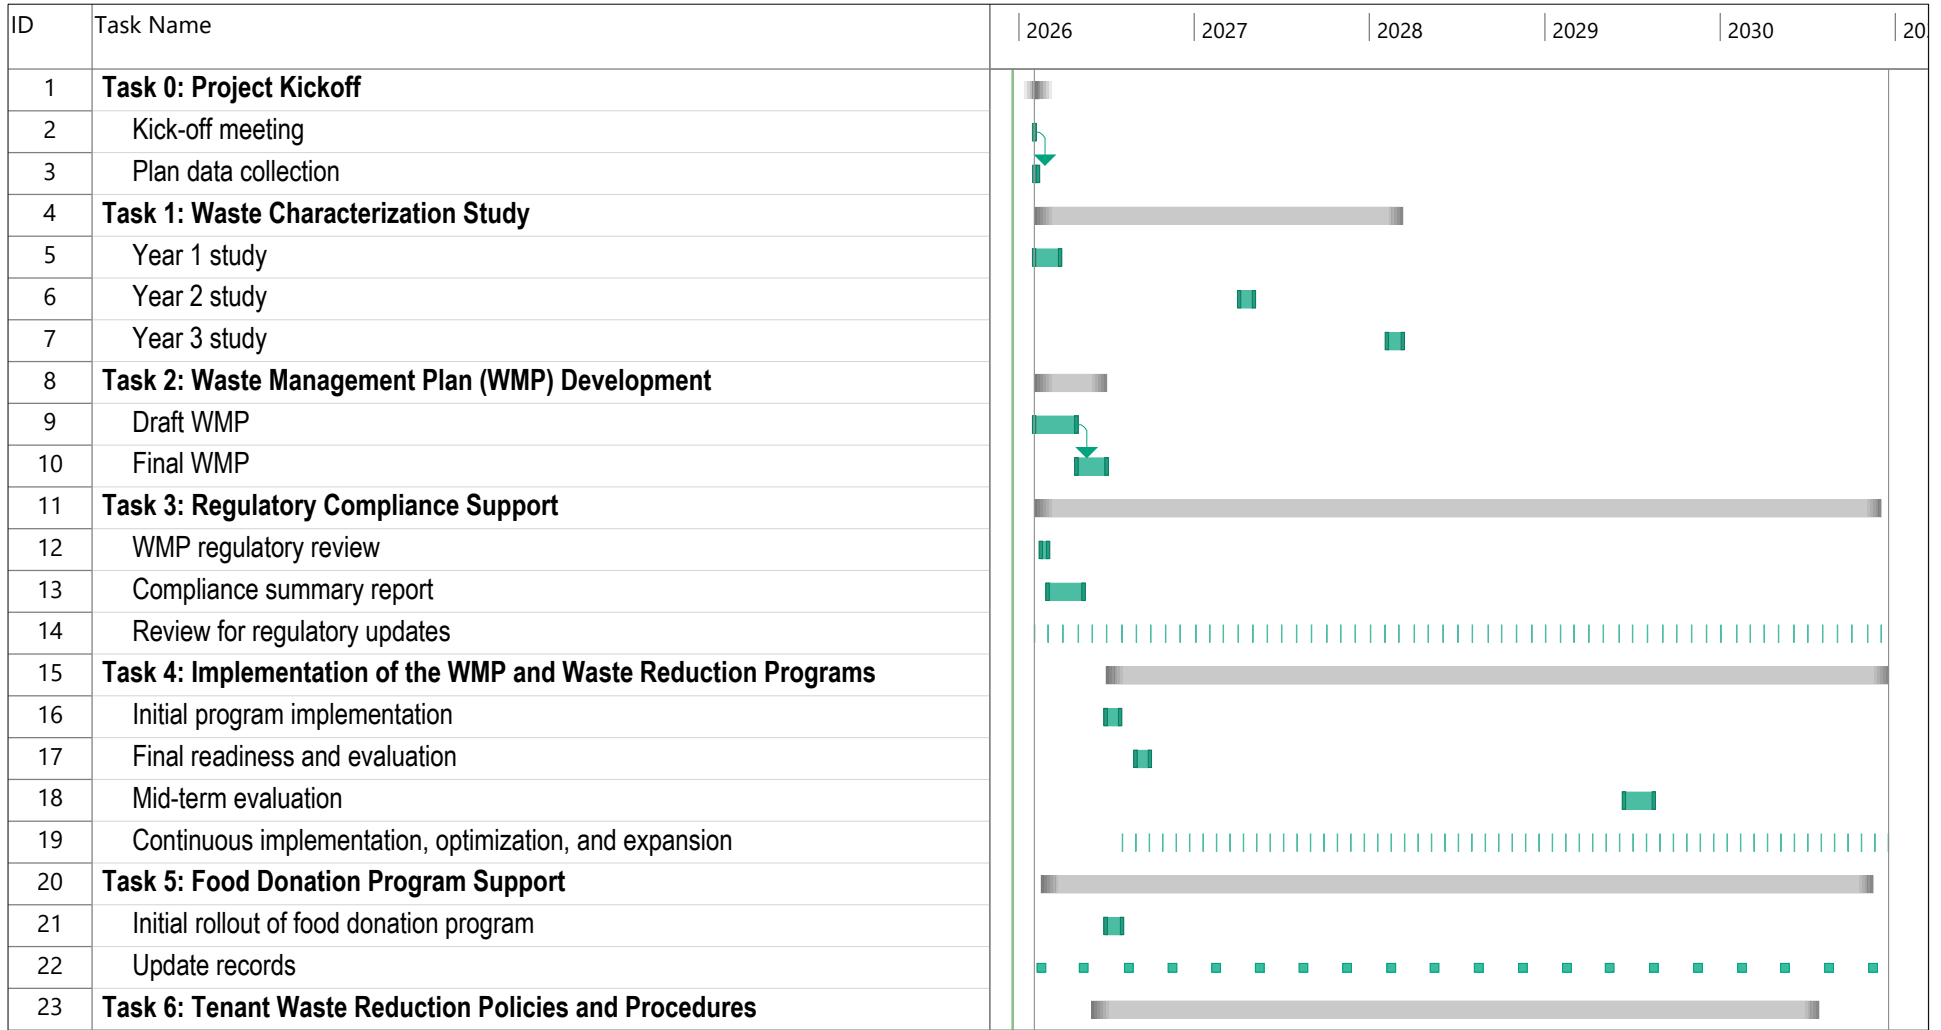 ID Task Name 2026 2027 2028 2029 2030 20
1 Task 0: Project Kickoff
2 Kick-off meeting
3 Plan data collection
4 Task 1: Waste Characterization Study
5 Year 1 study
6 Year 2 study
7 Year 3 study
8 Task 2: Waste Management Plan (WMP) Development
9 Draft WMP
10 Final WMP
11 Task 3: Regulatory Compliance Support
12 WMP regulatory review
13 Compliance summary report
14 Review for regulatory updates
15 Task 4: Implementation of the WMP and Waste Reduction Programs
16 Initial program implementation
17 Final readiness and evaluation
18 Mid-term evaluation
19 Continuous implementation, optimization, and expansion
20 Task 5: Food Donation Program Support
21 Initial rollout of food donation program
22 Update records
23 Task 6: Tenant Waste Reduction Policies and Procedures